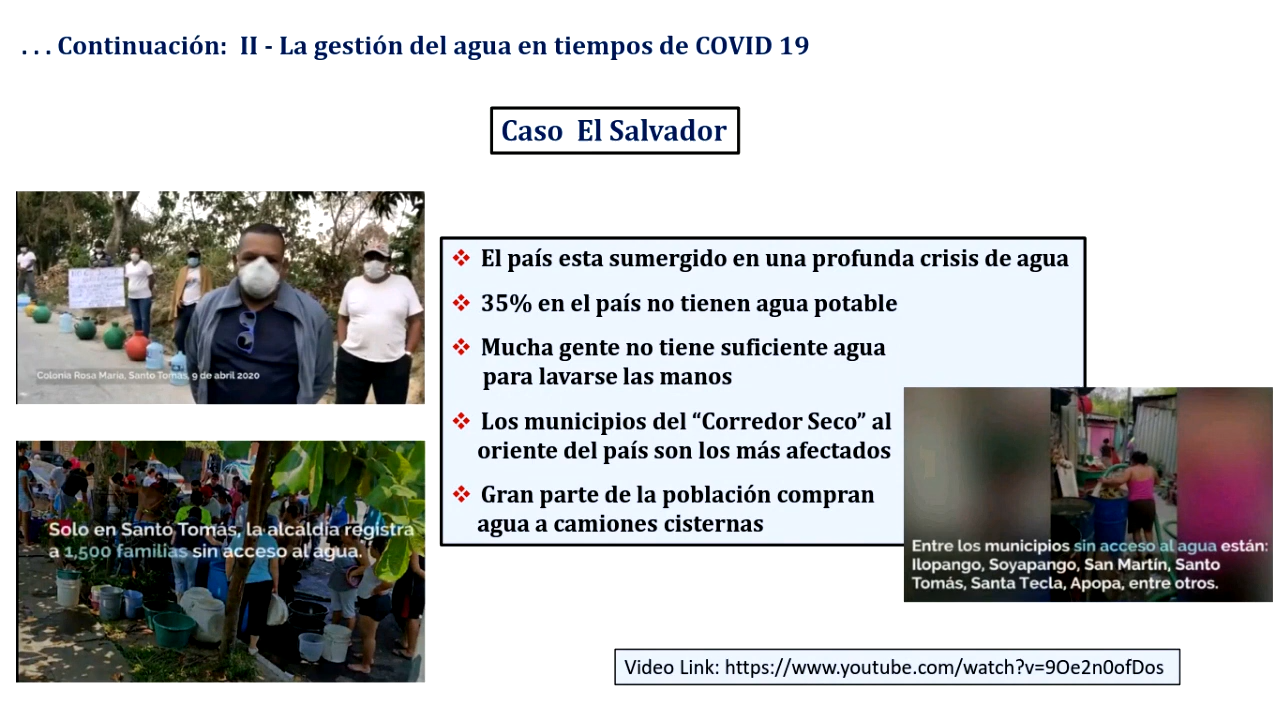 . . . Continuación:  II - La gestión del agua en tiempos de COVID 19
Caso  El Salvador
Colonia Rosa María, Santo Tomás, 9 de abril 2020
❖ El país esta sumergido en una profunda crisis de agua
❖ 35% en el país no tienen agua potable
❖ Mucha gente no tiene suficiente agua
para lavarse las manos
❖ Los municipios del “Corredor Seco” al
oriente del país son los más afectados
❖ Gran parte de la población compran
agua a camiones cisternas
Solo en Santo Tomás, la alcaldía registra
a 1,500 familias sin acceso al agua.
Entre los municipios sin acceso al agua están:
Ilopango, Soyapango, San Martín, Santo
Tomás, Santa Tecla, Apopa, entre otros.
Video Link: https://www.youtube.com/watch?v=9Oe2n0ofDos